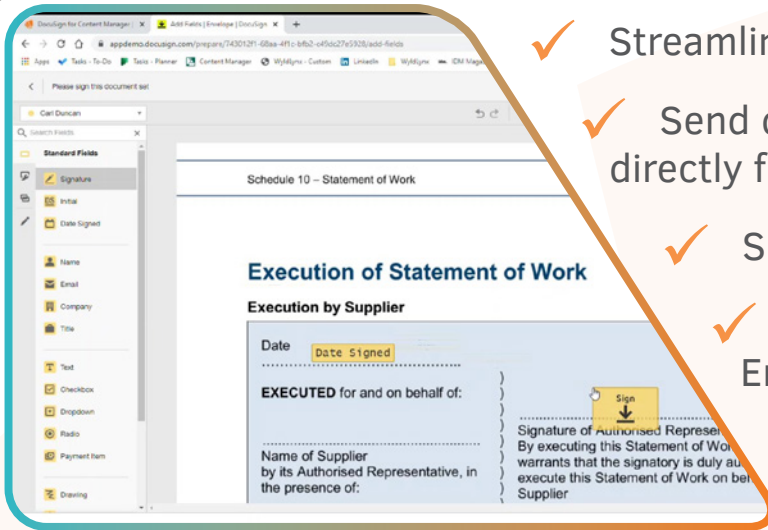 DocuSign for Content Manager
Add Fields | Envelope | DocuSign
appdemo.docusign.com/prepare/743012f1-68aa-4f1c-bfb2-c45dc27e5928/add-fields
Apps Tasks - To-Do Tasks - Planner Content Manager Wyldlynx - Custom LinkedIn Wyldlynx
Please sign this document set
Carl Duncan
Search Fields
Standard Fields
Signature
Initial
Date Signed
Name
Email
Company
Title
Text
Checkbox
Dropdown
Radio
Payment Item
Drawing
Schedule 10 – Statement of Work
Execution of Statement of Work
Execution by Supplier
Date
Date Signed
EXECUTED for and on behalf of:
Name of Supplier
by its Authorised Representative, in
the presence of:
Sign
Signature of Authorised Represen
By executing this Statement of Wor
warrants that the signatory is duly au
execute this Statement of Work on beh
Supplier
Streamlin
Send d
directly f
S
En